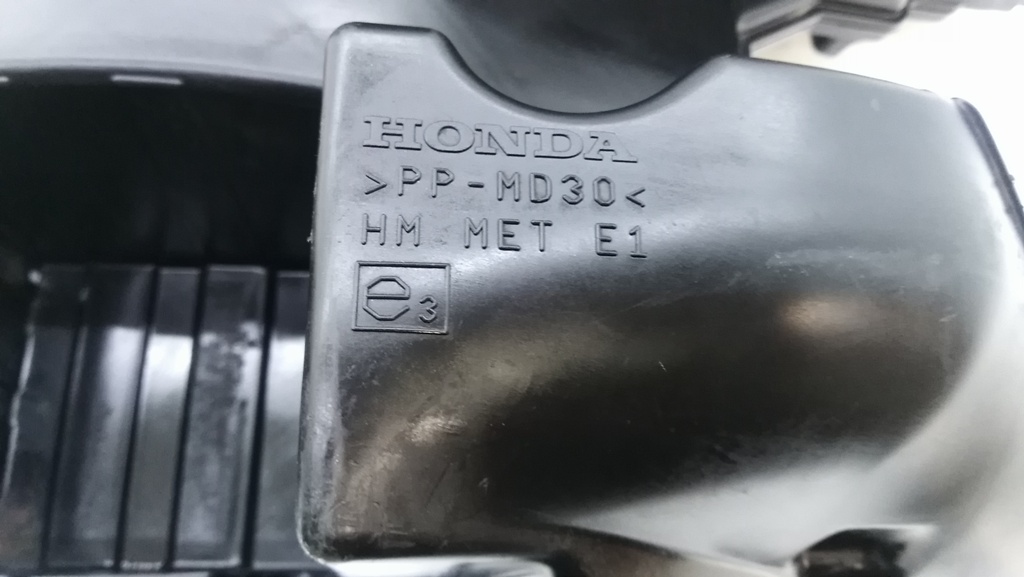 HONDA
>PP-MD30<
HM MET E1
e3